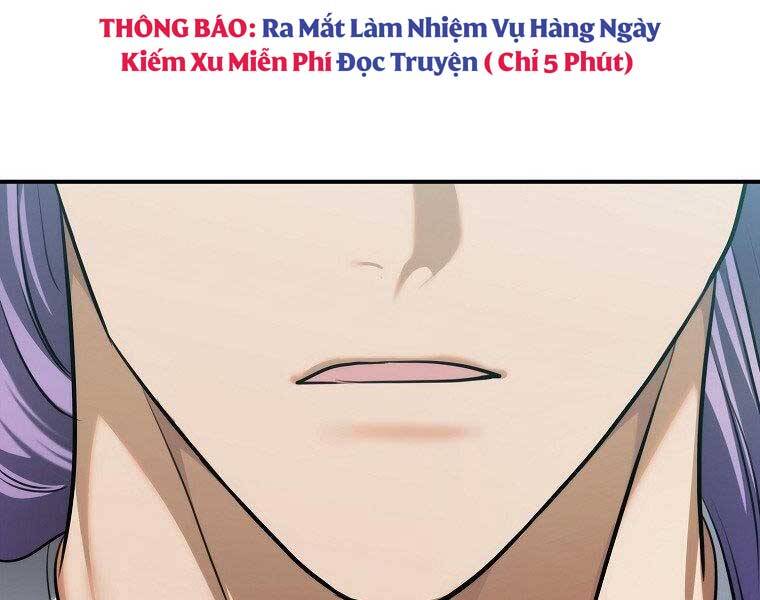 THÔNG BÁO: Ra Mắt Làm Nhiệm Vụ Hàng Ngày
Kiếm Xu Miễn Phí Đọc Truyện ( Chỉ 5 Phút)